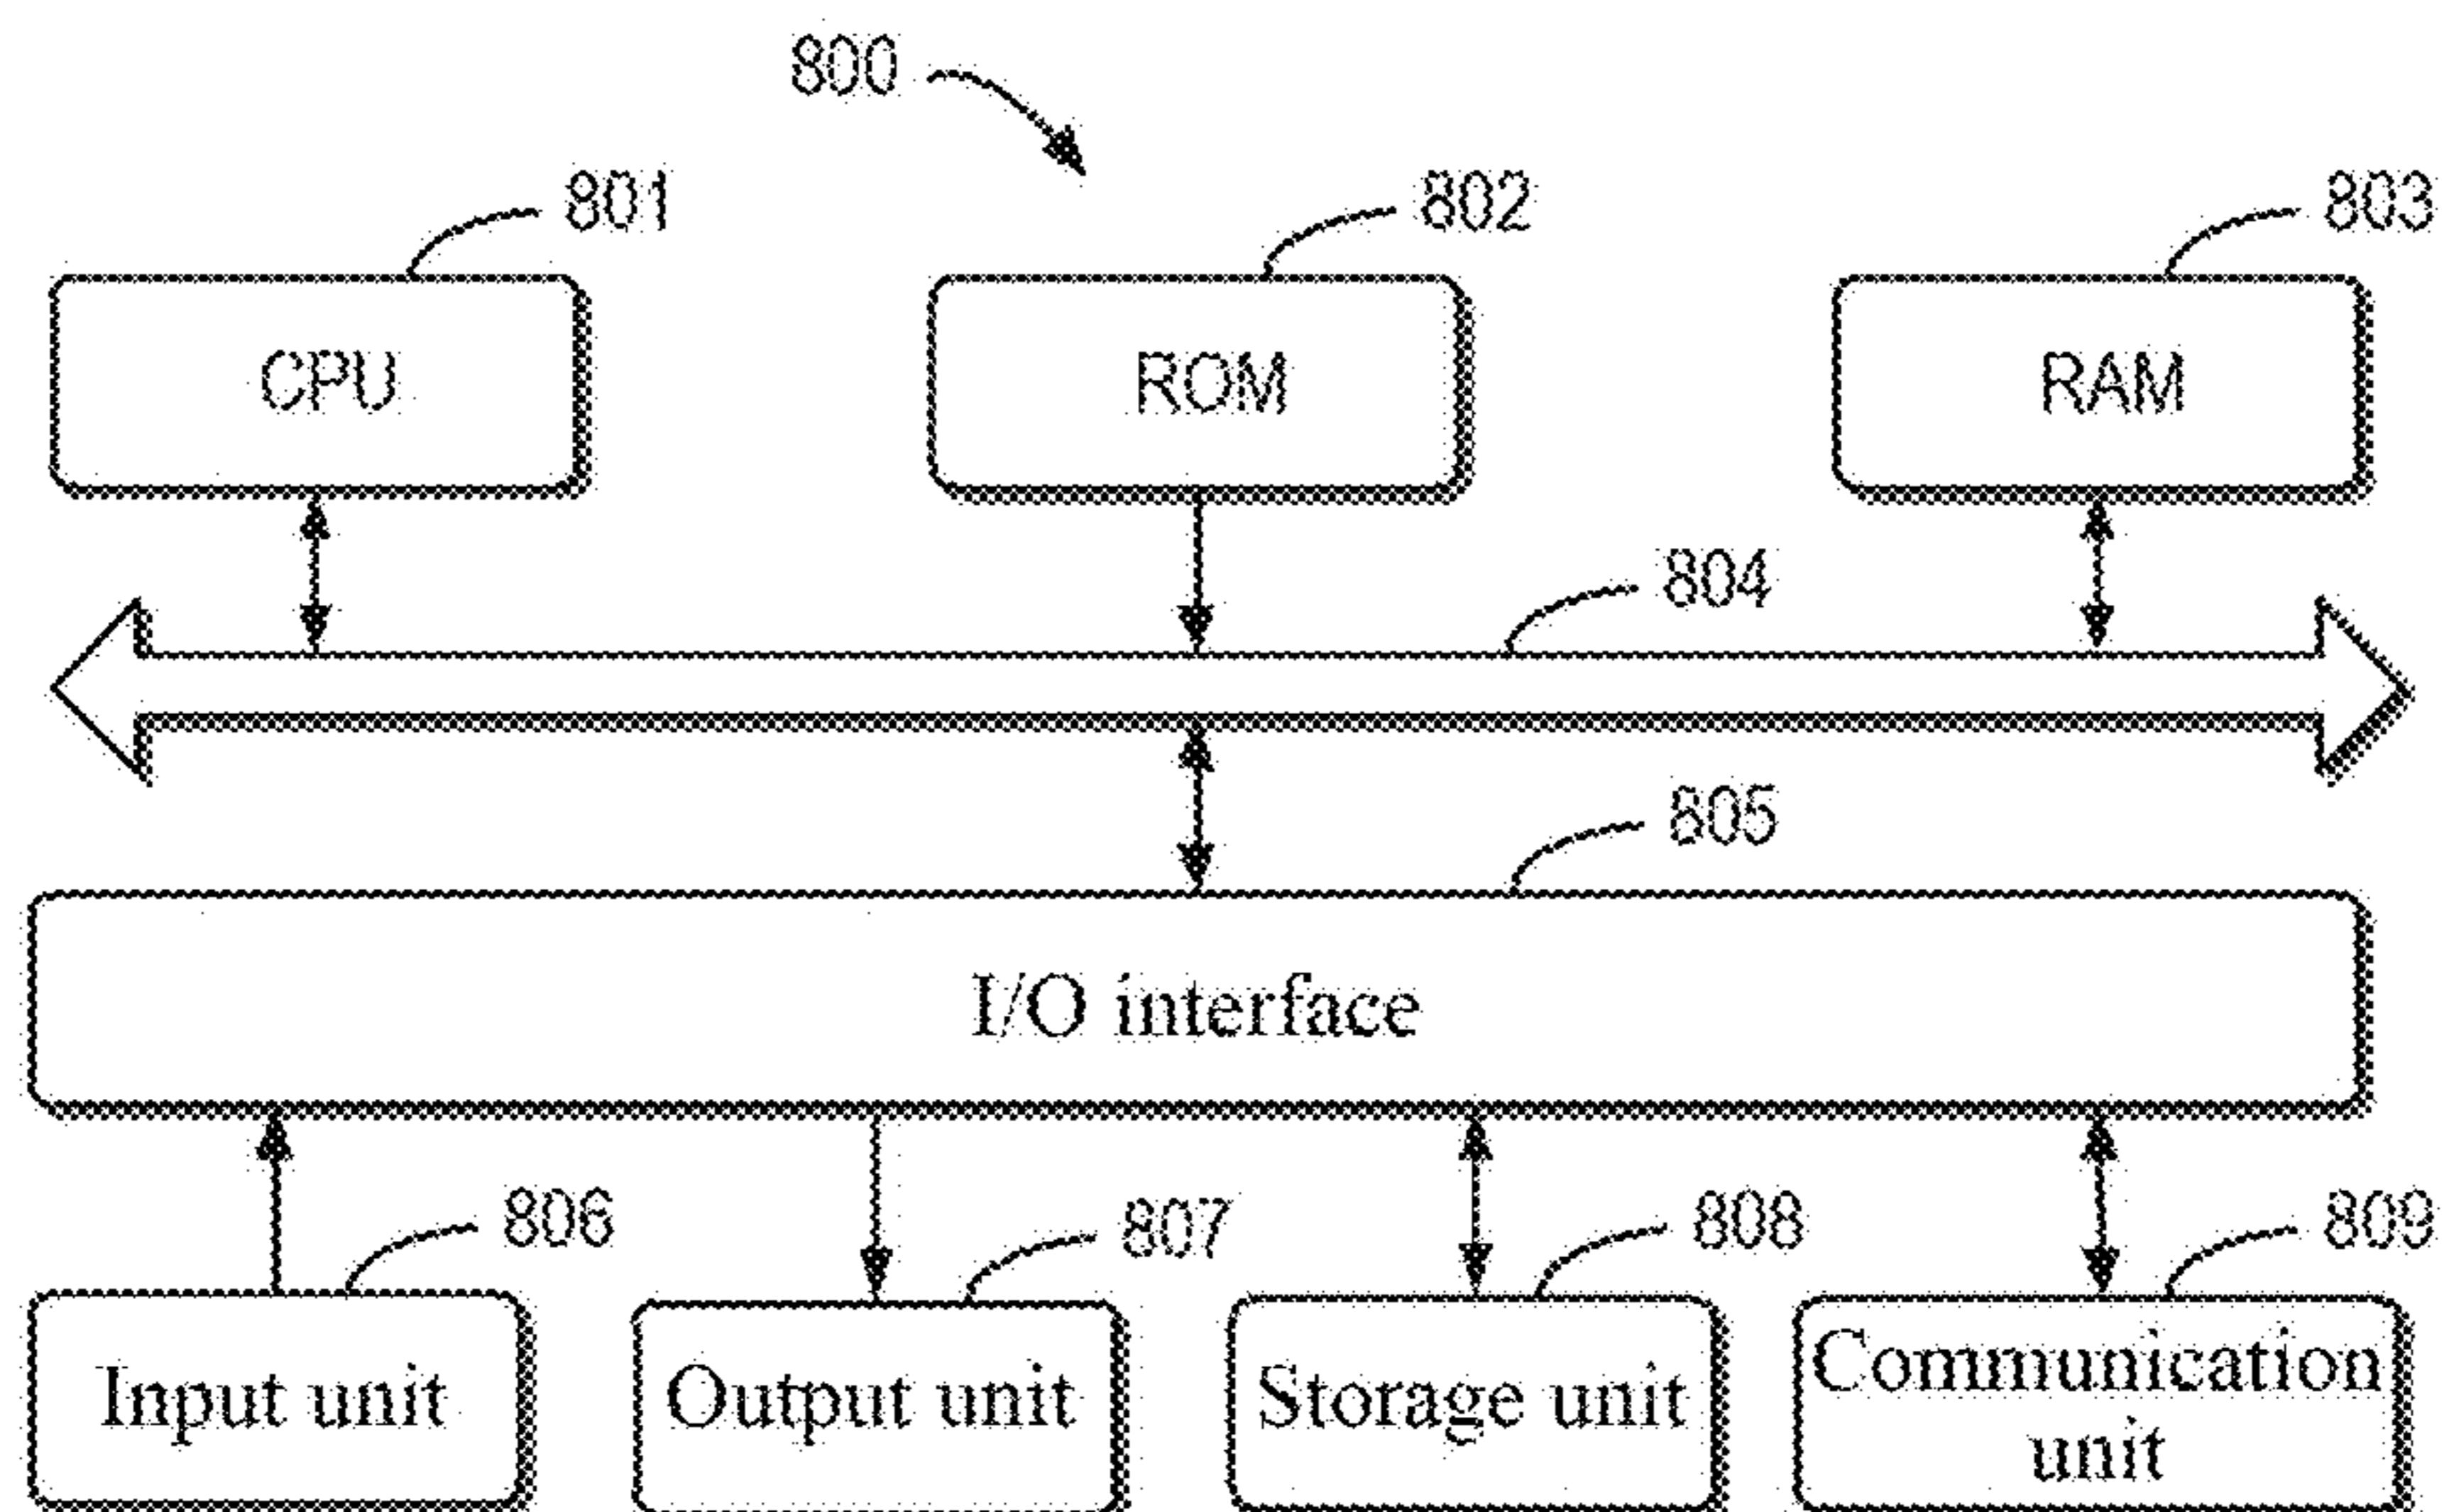 800
801
802
803
CPU
ROM
RAM
804
805
I/O interface
806
807
808
809
Input unit
Output unit
Storage unit
Communication
unit